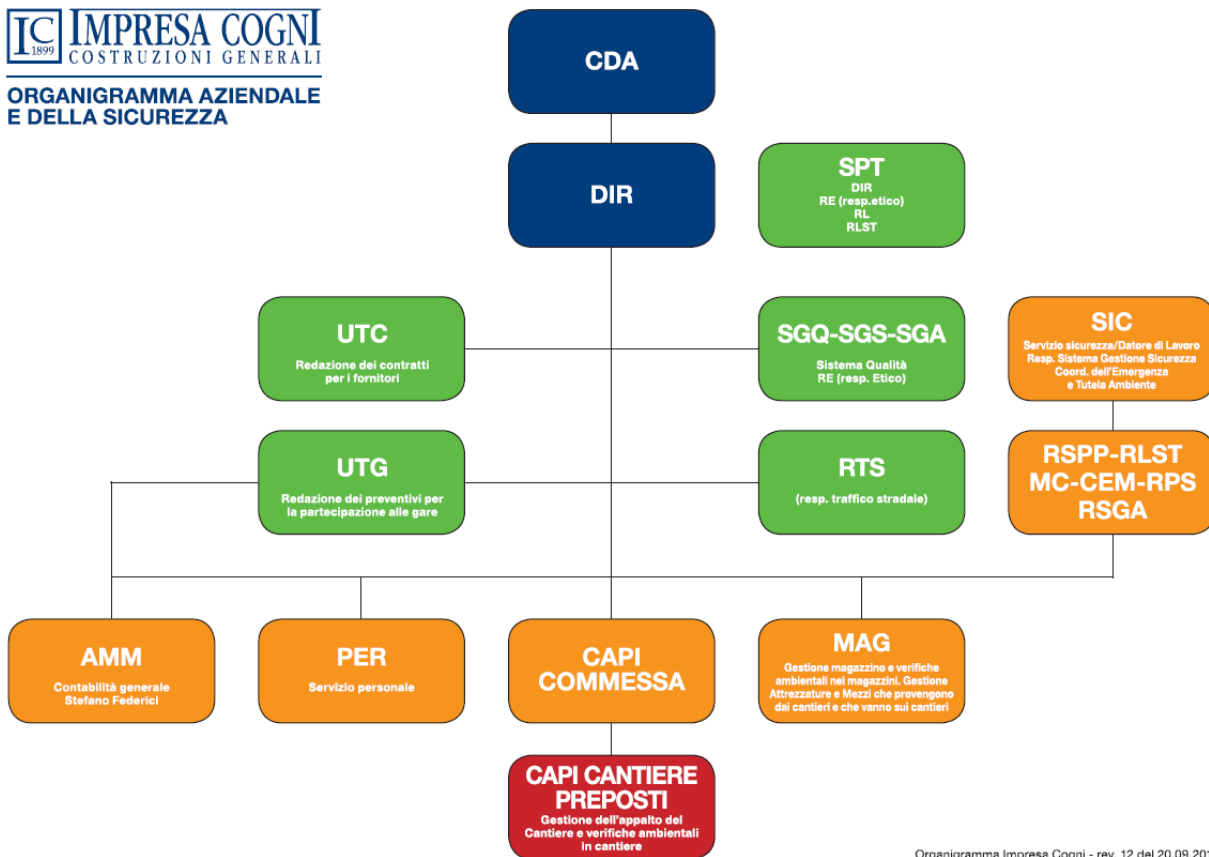 IC
1899
IMPRESA COGNI
COSTRUZIONI GENERALI
ORGANIGRAMMA AZIENDALE
E DELLA SICUREZZA
CDA
DIR
SPT
DIR
RE (resp.etico)
RL
RLST
UTC
Redazione dei contratti
per i fornitori
SGQ-SGS-SGA
Sistema Qualità
RE (resp. Etico)
SIC
Servizio sicurezza/Datore di Lavoro
Resp. Sistema Gestione Sicurezza
Coord. dell'Emergenza
e Tutela Ambiente
UTG
Redazione dei preventivi per
la partecipazione alle gare
RTS
(resp. traffico stradale)
RSPP-RLST
MC-CEM-RPS
RSGA
AMM
Contabilità generale
Stefano Federici
PER
Servizio personale
CAPI
COMMESSA
MAG
Gestione magazzino e verifiche
ambientali nei magazzini. Gestione
Attrezzature e Mezzi che provengono
dai cantieri e che vanno sui cantieri
CAPI CANTIERE
PREPOSTI
Gestione dell'appalto del
Cantiere e verifiche ambientali
in cantiere
Organigramma Impresa Cogni - rev. 12 del 20.09.201